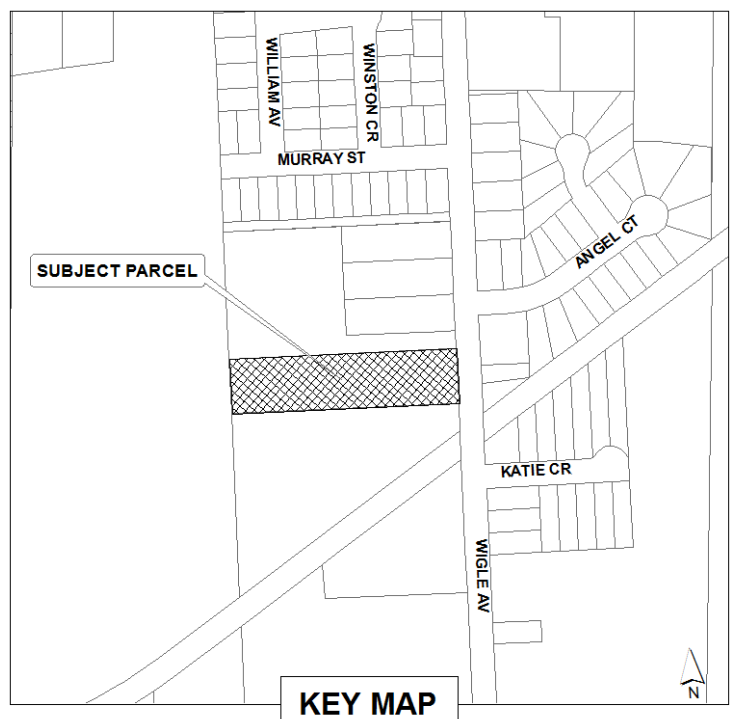 WILLIAM AV
WINSTON CR
MURRAY ST
ANGEL CT
SUBJECT PARCEL
KATIE CR
WIGLE AV
N
KEY MAP